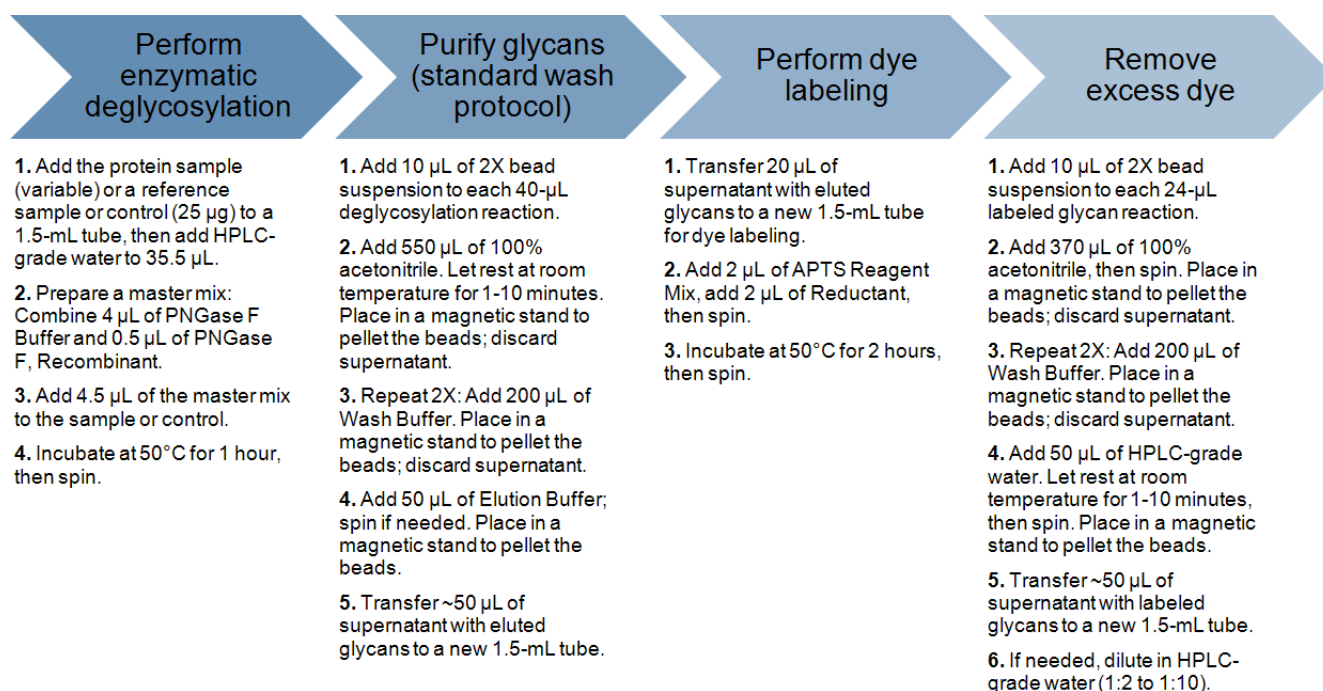 Perform
enzymatic
deglycosylation
1. Add the protein sample
(variable) or a reference
sample or control (25 µg) to a
1.5-mL tube, then add HPLC-
grade water to 35.5 µL.
2. Prepare a master mix:
Combine 4 µL of PNGase F
Buffer and 0.5 µL of PNGase
F, Recombinant.
3. Add 4.5 µL of the master mix
to the sample or control.
4. Incubate at 50°C for 1 hour,
then spin.
Purify glycans
(standard wash
protocol)
1. Add 10 µL of 2X bead
suspension to each 40-µL
deglycosylation reaction.
2. Add 550 µL of 100%
acetonitrile. Let rest at room
temperature for 1-10 minutes.
Place in a magnetic stand to
pellet the beads; discard
supernatant.
3. Repeat 2X: Add 200 µL of
Wash Buffer. Place in a
magnetic stand to pellet the
beads; discard supernatant.
4. Add 50 µL of Elution Buffer;
spin if needed. Place in a
magnetic stand to pellet the
beads.
5. Transfer ~50 µL of
supernatant with eluted
glycans to a new 1.5-mL tube.
Perform dye
labeling
1. Transfer 20 µL of
supernatant with eluted
glycans to a new 1.5-mL tube
for dye labeling.
2. Add 2 µL of APTS Reagent
Mix, add 2 µL of Reductant,
then spin.
3. Incubate at 50°C for 2 hours,
then spin.
Remove
excess dye
1. Add 10 µL of 2X bead
suspension to each 24-µL
labeled glycan reaction.
2. Add 370 µL of 100%
acetonitrile, then spin. Place in
a magnetic stand to pellet the
beads; discard supernatant.
3. Repeat 2X: Add 200 µL of
Wash Buffer. Place in a
magnetic stand to pellet the
beads; discard supernatant.
4. Add 50 µL of HPLC-grade
water. Let rest at room
temperature for 1-10 minutes,
then spin. Place in a magnetic
stand to pellet the beads.
5. Transfer ~50 µL of
supernatant with labeled
glycans to a new 1.5-mL tube.
6. If needed, dilute in HPLC-
grade water (1:2 to 1:10).